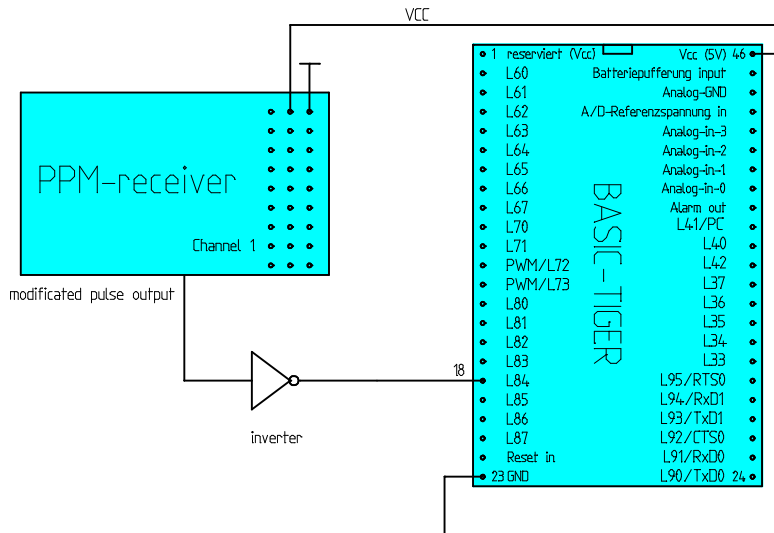 VCC
PPM-receiver
Channel 1
modificated pulse output
inverter
18
BASIC-TIGER
1 reserviert (Vcc)
L60
L61
L62
L63
L64
L65
L66
L67
L70
L71
PWM/L72
PWM/L73
L80
L81
L82
L83
L84
L85
L86
L87
Reset in
23 GND
Vcc (5V) 46
Batteriepufferung input
Analog-GND
A/D-Referenzspannung in
Analog-in-3
Analog-in-2
Analog-in-1
Analog-in-0
Alarm out
L41/PC
L40
L42
L37
L36
L35
L34
L33
L95/RTS0
L94/RxD1
L93/TxD1
L92/CTS0
L91/RxD0
L90/TxD0 24